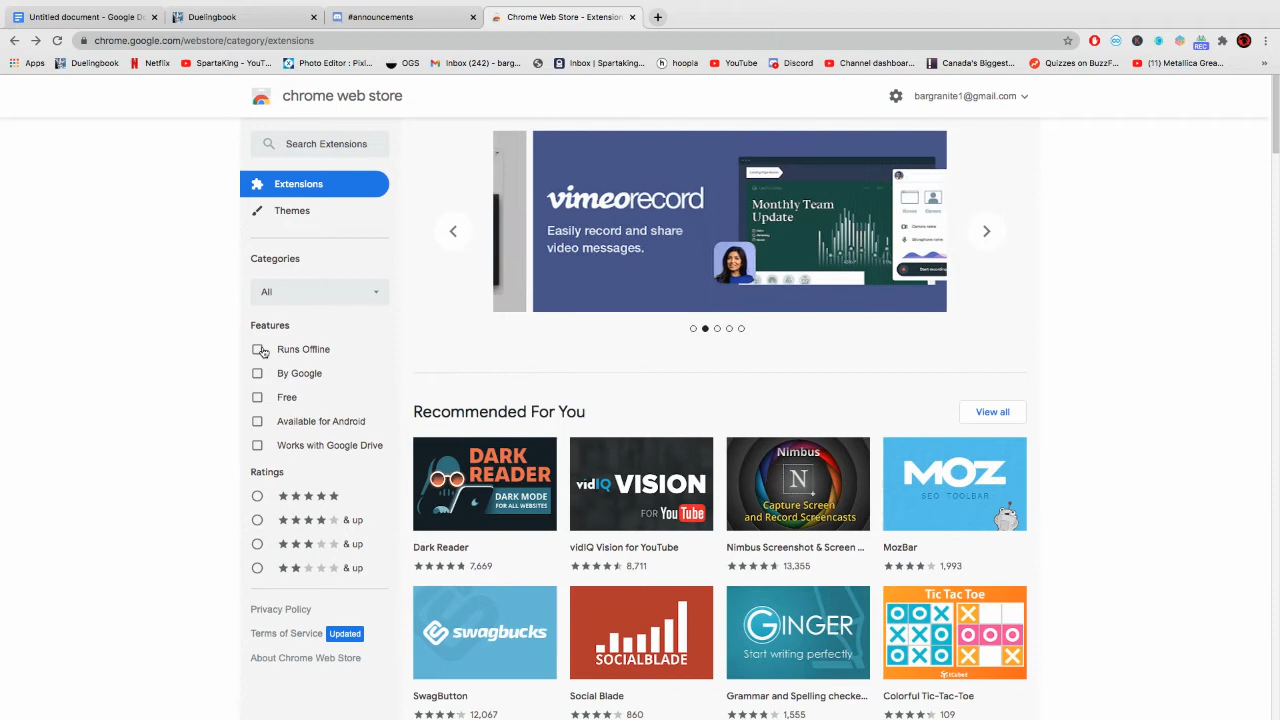 Untitled document - Google Do
Duelingbook
#announcements
Chrome Web Store - Extension
chrome.google.com/webstore/category/extensions
REC
Apps
Duelingbook
Netflix
SpartaKing - YouT...
Photo Editor : Pixl...
OGS
Inbox (242) - barg...
Inbox | Spartaking...
hoopla
YouTube
Discord
Channel dashboar...
Canada's Biggest...
Quizzes on BuzzF...
(11) Metallica Grea...
chrome web store
bargranite1@gmail.com
Search Extensions
Extensions
Themes
Categories
All
Features
Runs Offline
By Google
Free
Available for Android
Works with Google Drive
Ratings
& up
& up
& up
Privacy Policy
Terms of Service Updated
About Chrome Web Store
vimeorecord
Easily record and share
video messages.
Monthly Team
Update
Start recording
Recommended For You
View all
DARK
READER
DARK MODE
FOR ALL WEBSITES
Dark Reader
7,669
vidIQ VISION
FOR YouTube
vidIQ Vision for YouTube
8,711
Nimbus
N
Capture Screen
and Record Screencasts
Nimbus Screenshot & Screen ...
13,355
MOZ
SEO TOOLBAR
MozBar
1,993
swagbucks
SwagButton
12,067
SOCIALBLADE
Social Blade
860
GINGER
Start writing perfectly
Grammar and Spelling checke...
1,555
Tic Tac Toe
Colorful Tic-Tac-Toe
109